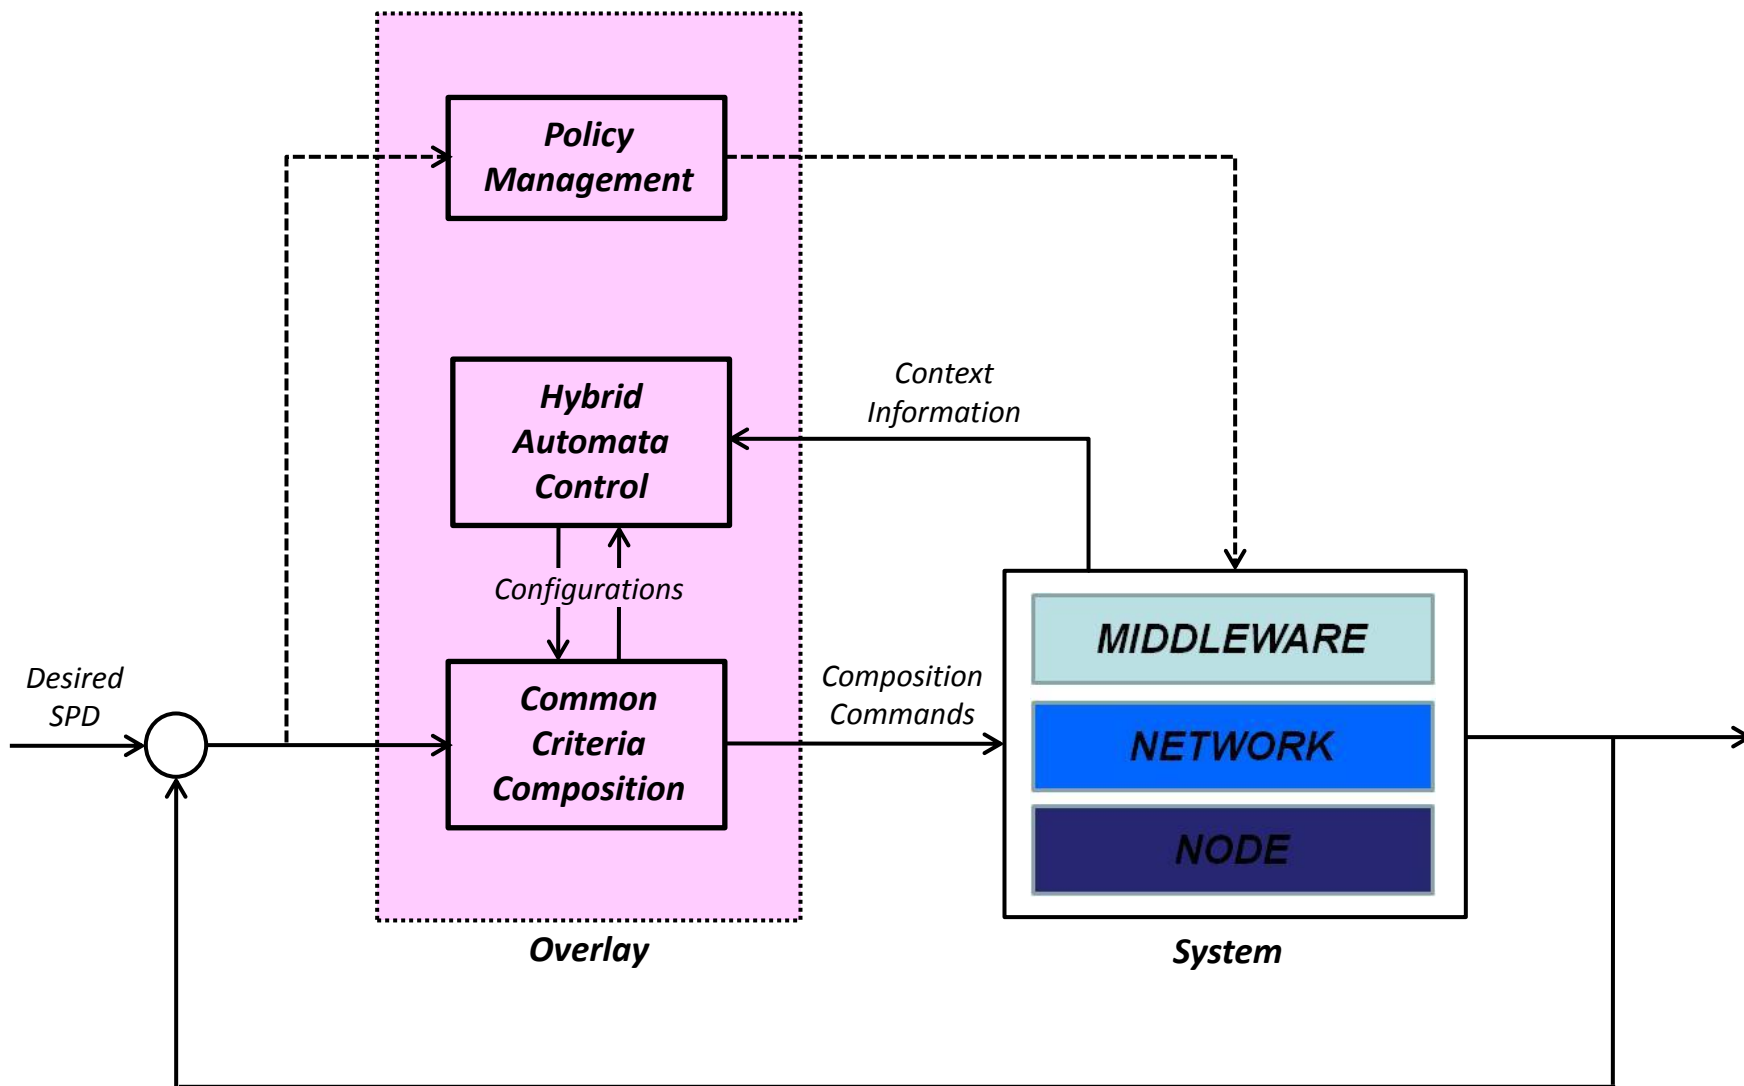 Policy
Management
Hybrid
Automata
Control
Context
Information
Configurations
MIDDLEWARE
Desired
SPD
Common
Criteria
Composition
Composition
Commands
NETWORK
NODE
Overlay
System